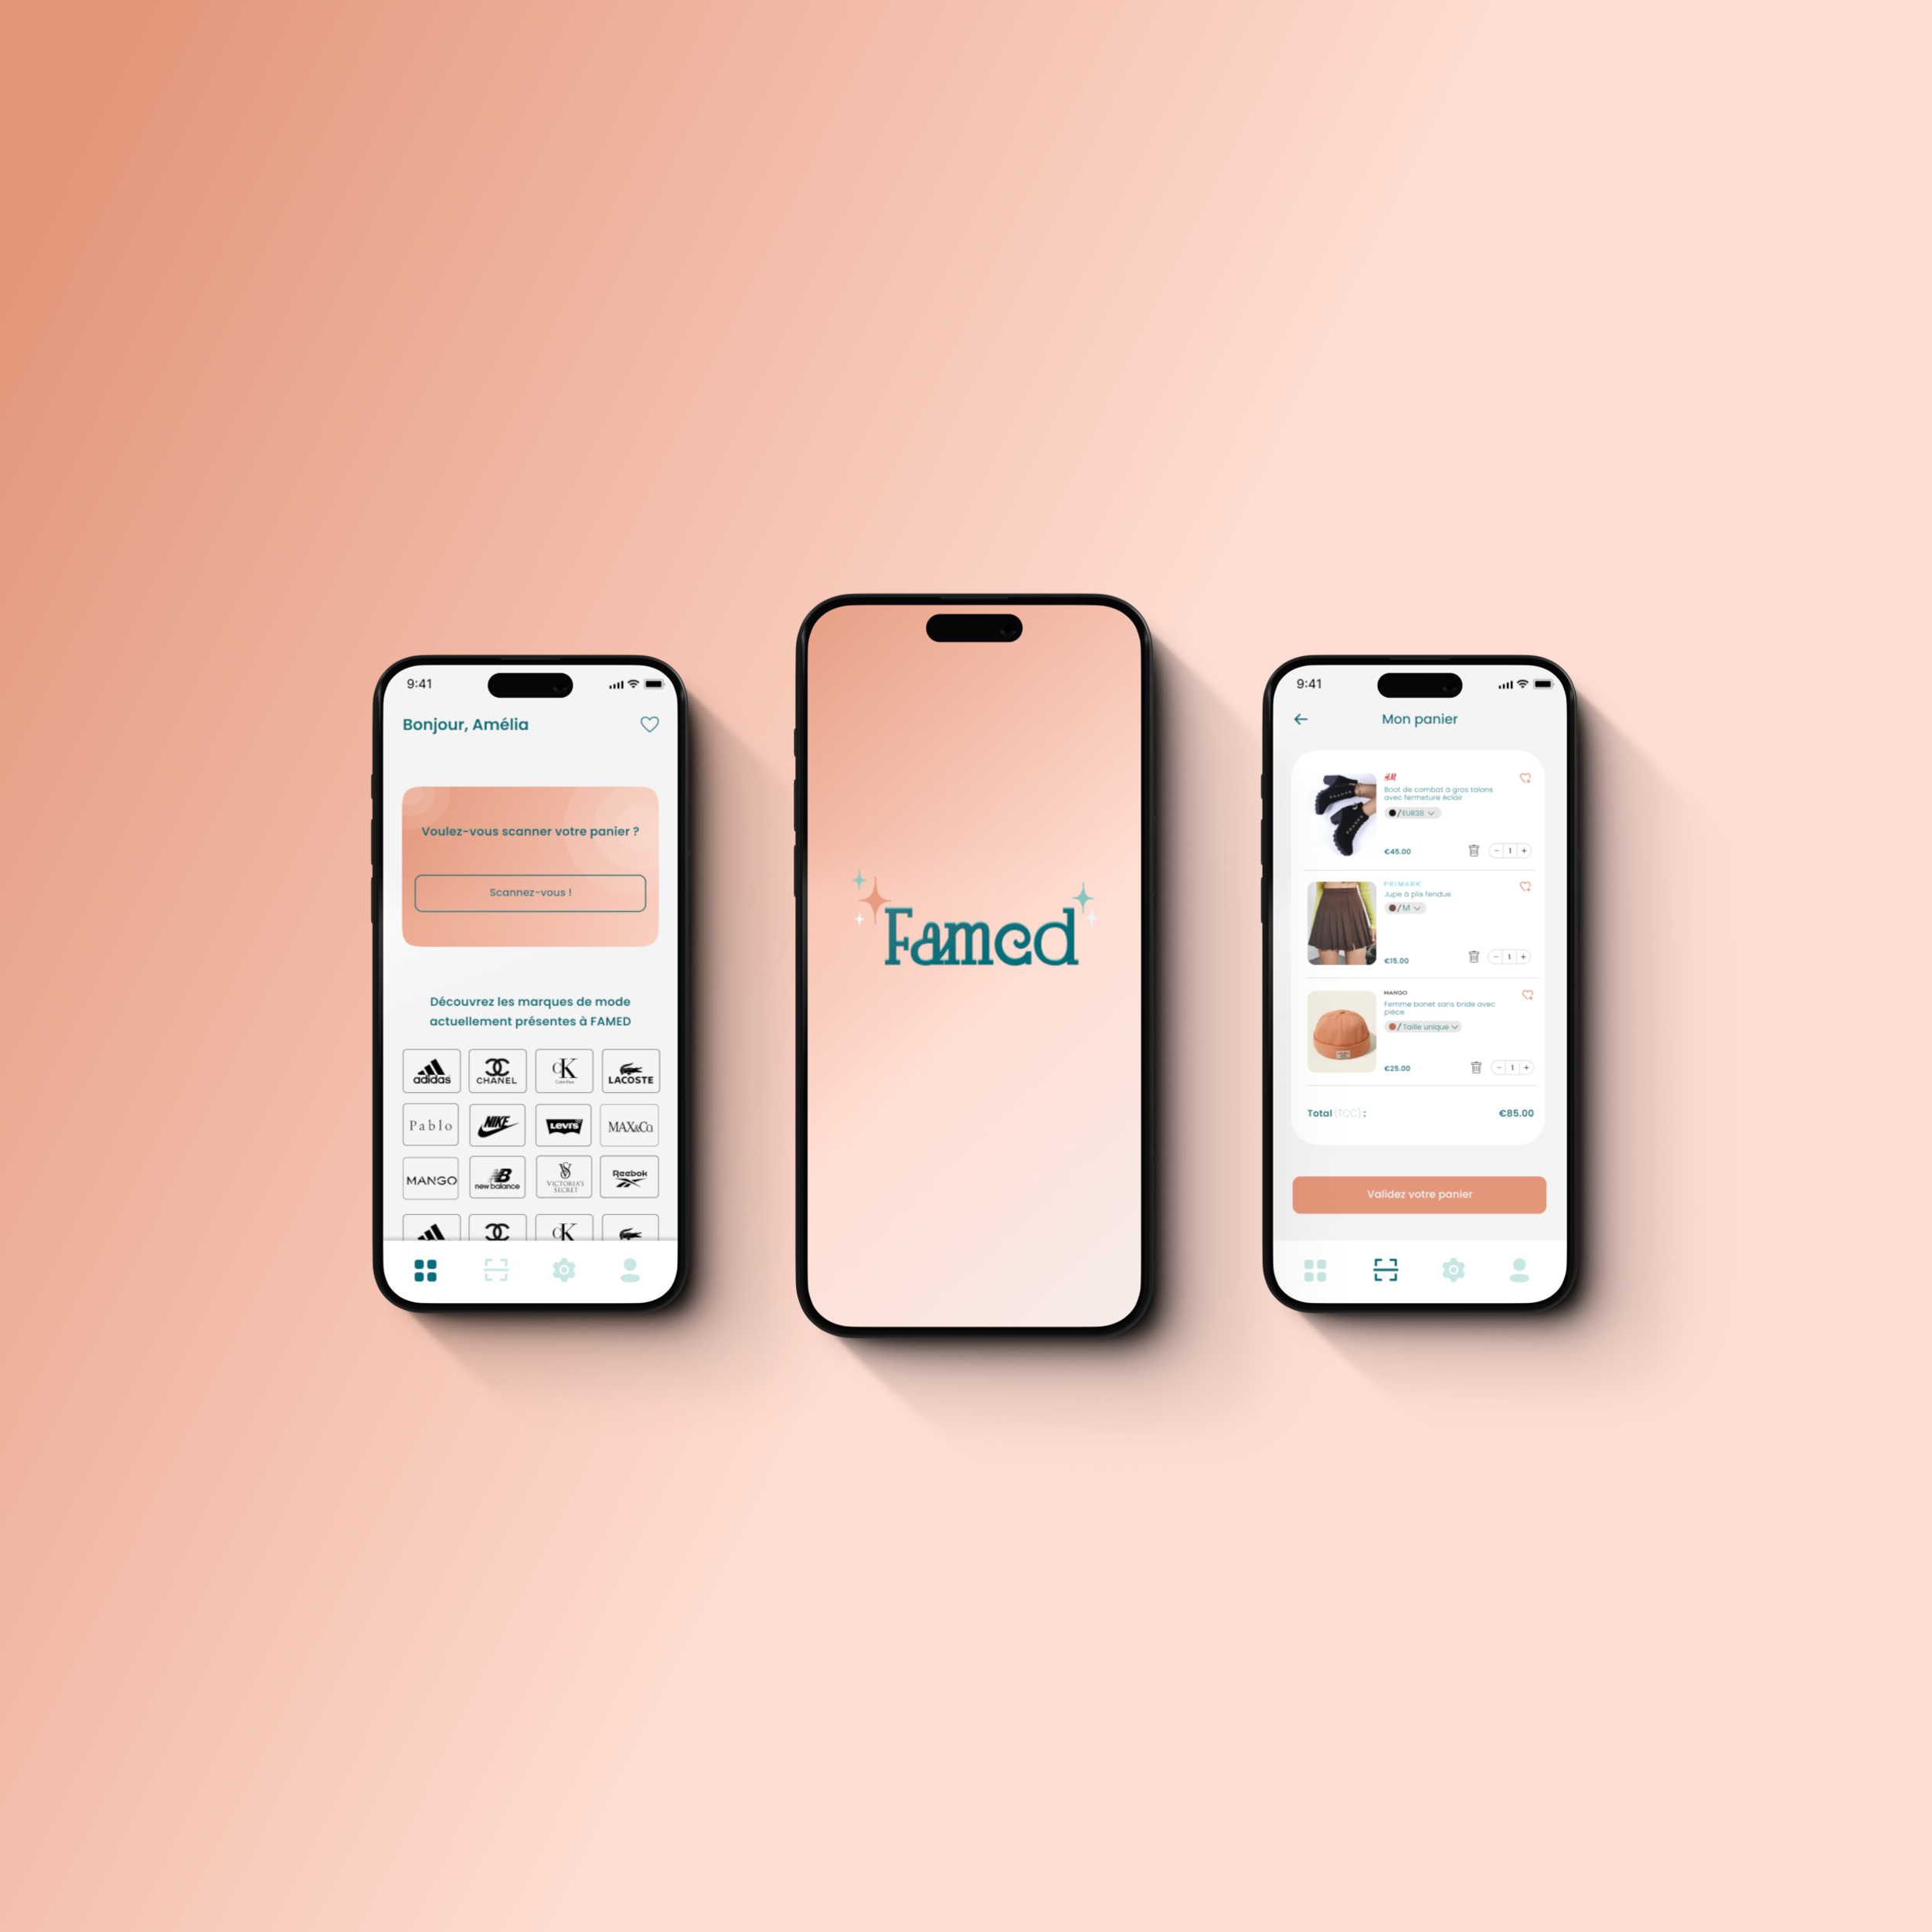 9:41
Bonjour, Amélia
Voulez-vous scanner votre panier ?
Scannez-vous !
Découvrez les marques de mode
actuellement présentes à FAMED
adidas
CHANEL
CK
Calvin Klein
LACOSTE
Pablo
NIKE
Levi's
MAX&Co.
MANGO
NB
new balance
VS
VICTORIA'S
SECRET
Reebok
CK
Famed
9:41
Mon panier
H&M
Boot de combat à gros talons
avec fermeture éclair
/EUR36
€45.00
- 1 +
PRIMARK
Jupe à plis fendue
/M
€15.00
- 1 +
MANGO
Femme bonet sans bride avec
pièce
/Taille unique
€25.00
- 1 +
Total (TCC) :
€85.00
Validez votre panier